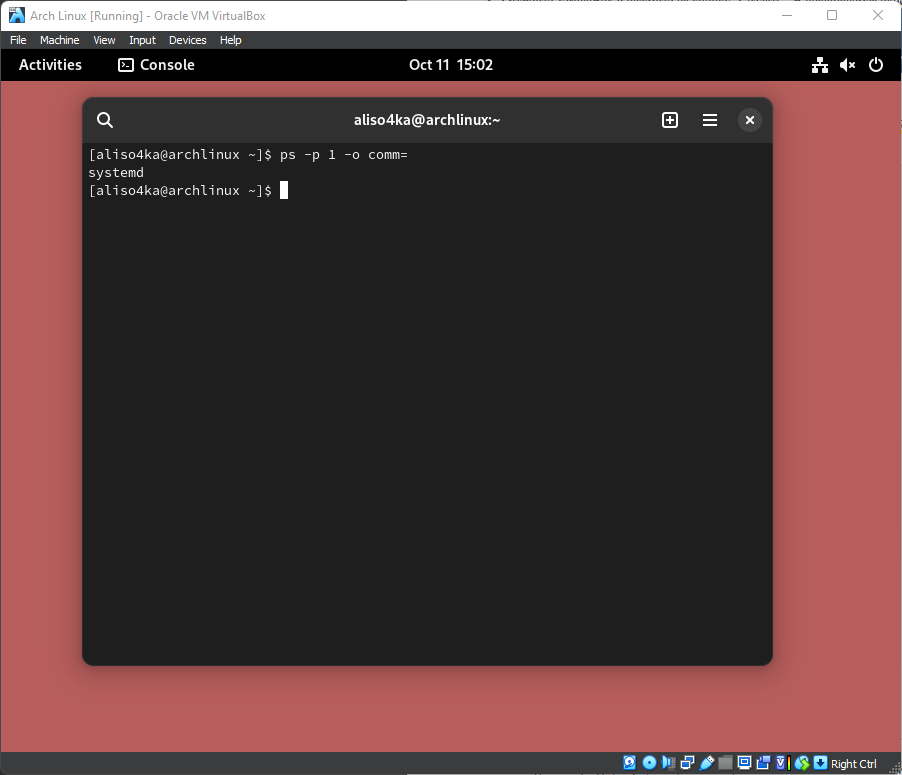 Arch Linux [Running] - Oracle VM VirtualBox
File Machine View Input Devices Help
Activities Console Oct 11 15:02
aliso4ka@archlinux:~
[aliso4ka@archlinux ~]$ ps -p 1 -o comm=
systemd
[aliso4ka@archlinux ~]$
Right Ctrl